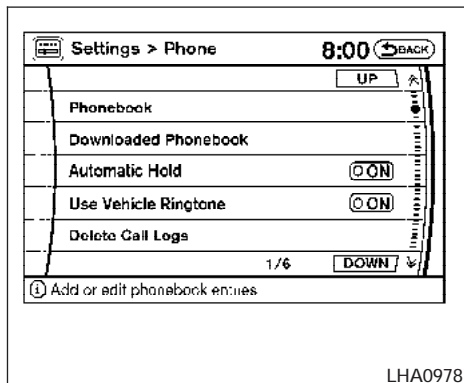 Settings > Phone 8:00 BACK
UP
Phonebook
Downloaded Phonebook
Automatic Hold ON
Use Vehicle Ringtone ON
Delete Call Logs
1/6 DOWN
i Add or edit phonebook entries
LHA0978